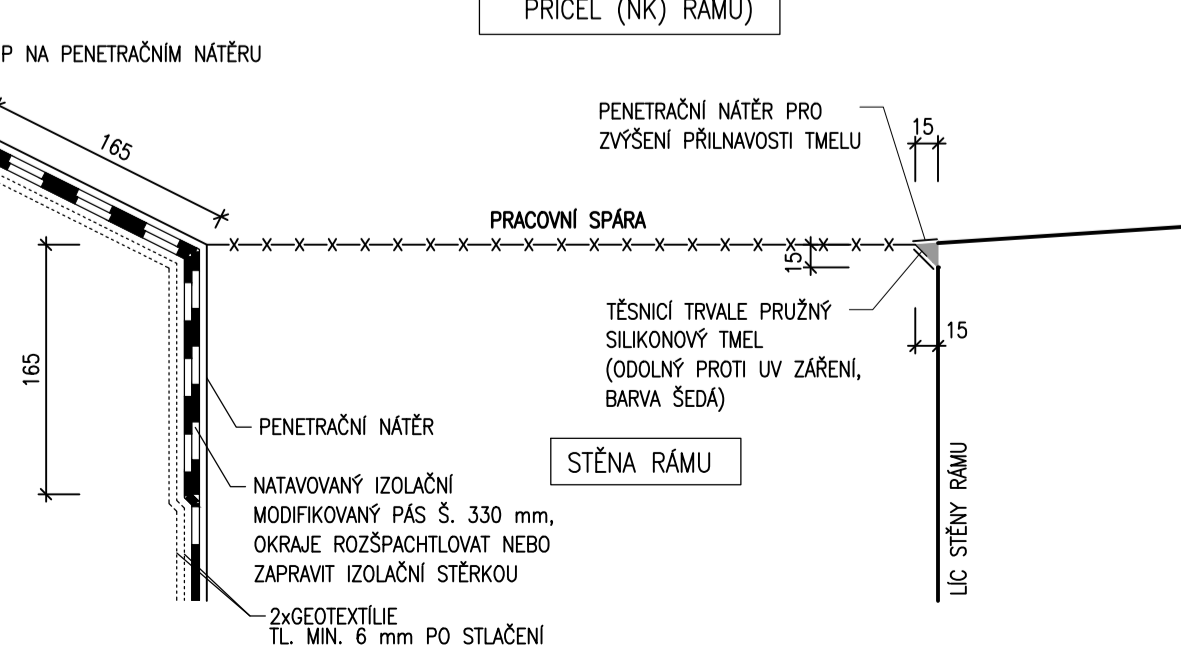 PŘÍČEL (NK) RÁMU)
P NA PENETRAČNÍM NÁTĚRU
PENETRAČNÍ NÁTĚR PRO
ZVÝŠENÍ PŘILNAVOSTI TMELU
15
165
PRACOVNÍ SPÁRA
15
TĚSNICÍ TRVALE PRUŽNÝ
SILIKONOVÝ TMEL
(ODOLNÝ PROTI UV ZÁŘENÍ,
BARVA ŠEDÁ)
15
165
PENETRAČNÍ NÁTĚR
STĚNA RÁMU
NATAVOVANÝ IZOLAČNÍ
MODIFIKOVANÝ PÁS Š. 330 mm,
OKRAJE ROZŠPACHTLOVAT NEBO
ZAPRAVIT IZOLAČNÍ STĚRKOU
LÍC STĚNY RÁMU
2xGEOTEXTÍLIE
TL. MIN. 6 mm PO STLAČENÍ